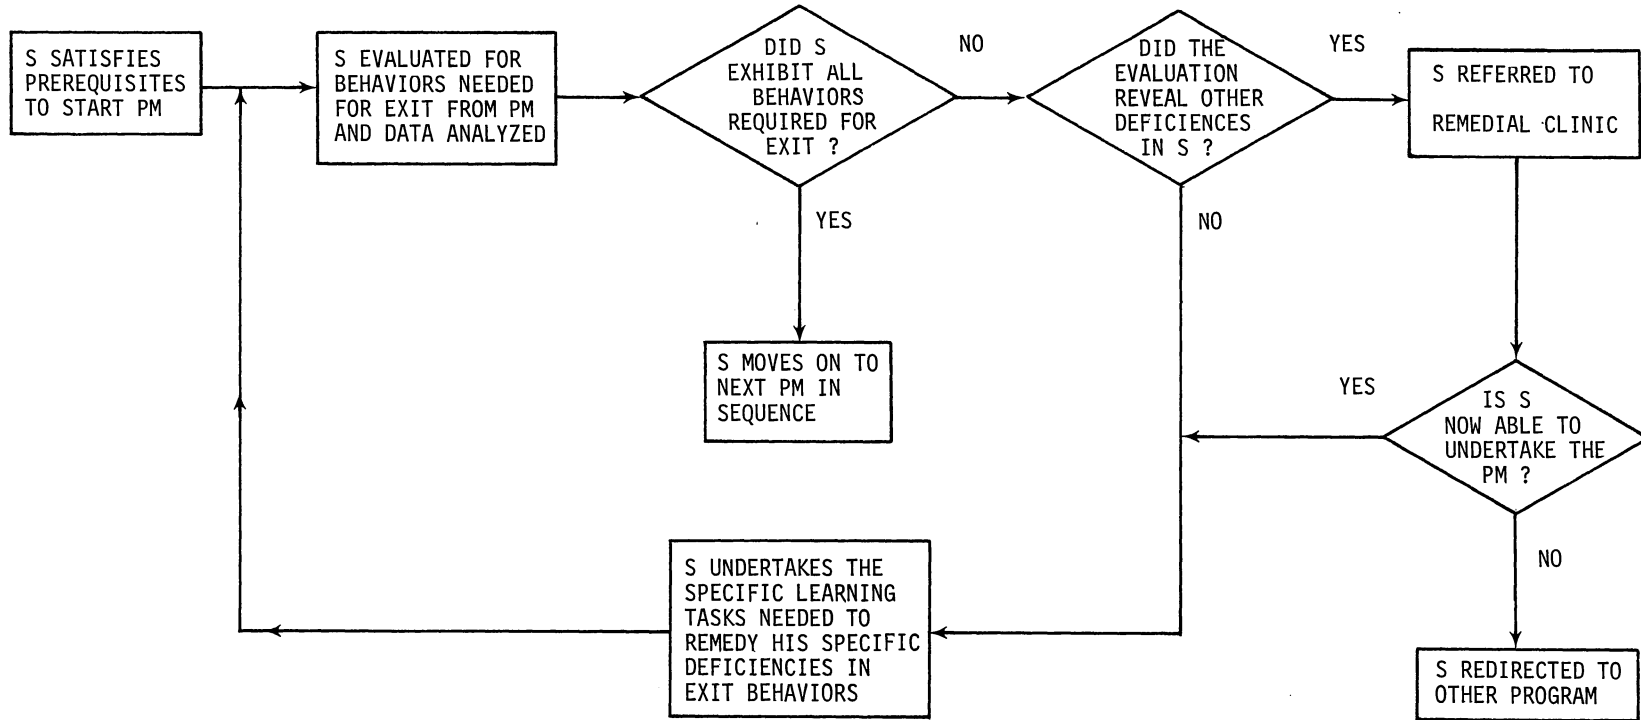 S SATISFIES
PREREQUISITES
TO START PM
S EVALUATED FOR
BEHAVIORS NEEDED
FOR EXIT FROM PM
AND DATA ANALYZED
DID S
EXHIBIT ALL
BEHAVIORS
REQUIRED FOR
EXIT ?
NO
DID THE
EVALUATION
REVEAL OTHER
DEFICIENCES
IN S ?
YES
S REFERRED TO
REMEDIAL CLINIC
YES
NO
S MOVES ON TO
NEXT PM IN
SEQUENCE
YES
IS S
NOW ABLE TO
UNDERTAKE THE
PM ?
NO
S UNDERTAKES THE
SPECIFIC LEARNING
TASKS NEEDED TO
REMEDY HIS SPECIFIC
DEFICIENCIES IN
EXIT BEHAVIORS
S REDIRECTED TO
OTHER PROGRAM